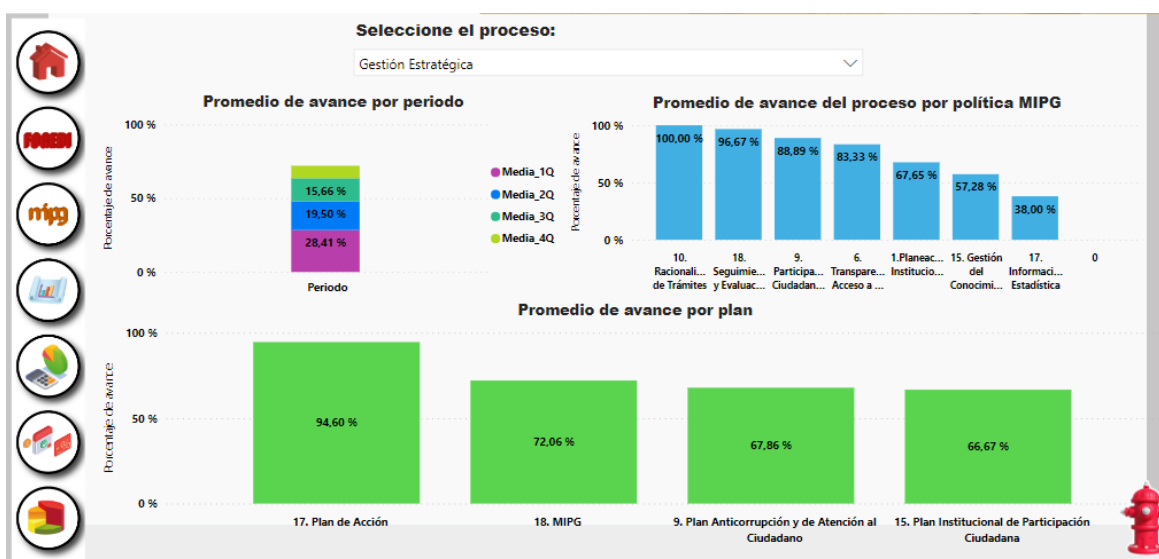 Seleccione el proceso:
Gestión Estratégica
Promedio de avance por periodo
Porcentaje de avance
100 %
50 %
0 %
15,66 %
19,50 %
28,41 %
Periodo
Media_1Q
Media_2Q
Media_3Q
Media_4Q
Promedio de avance del proceso por política MIPG
Porcentaje de avance
100 %
50 %
0 %
100,00 %
96,67 %
88,89 %
83,33 %
67,65 %
57,28 %
38,00 %
10.
Racionali...
de Trámites
18.
Seguimie...
y Evaluac...
9.
Participa...
Ciudadan...
6.
Transpare...
Acceso a ...
1.Planeac...
Institucio...
15. Gestión
del
Conocimi...
17.
Informaci...
Estadística
0
Promedio de avance por plan
Porcentaje de avance
100 %
50 %
0 %
94,60 %
72,06 %
67,86 %
66,67 %
17. Plan de Acción
18. MIPG
9. Plan Anticorrupción y de Atención al
Ciudadano
15. Plan Institucional de Participación
Ciudadana
mipg